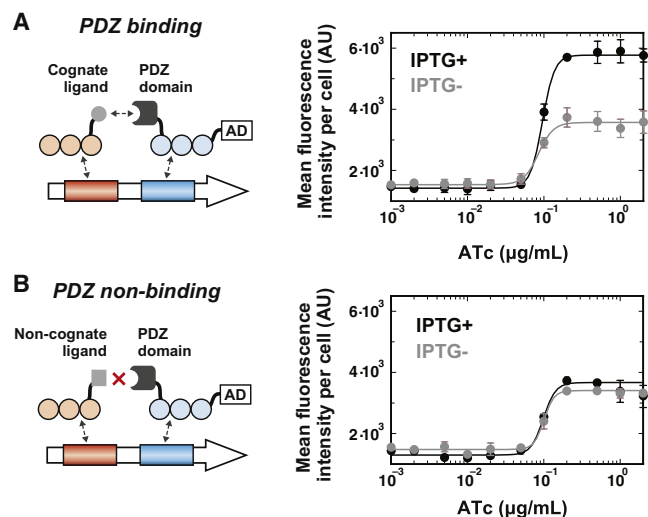 A
PDZ binding
Cognate
ligand
PDZ
domain
AD
Mean fluorescence
intensity per cell (AU)
6·10³
4·10³
2·10³
IPTG+
IPTG-
10⁻³
10⁻²
10⁻¹
10⁰
ATc (µg/mL)
B
PDZ non-binding
Non-cognate
ligand
PDZ
domain
AD
Mean fluorescence
intensity per cell (AU)
6·10³
4·10³
2·10³
IPTG+
IPTG-
10⁻³
10⁻²
10⁻¹
10⁰
ATc (µg/mL)